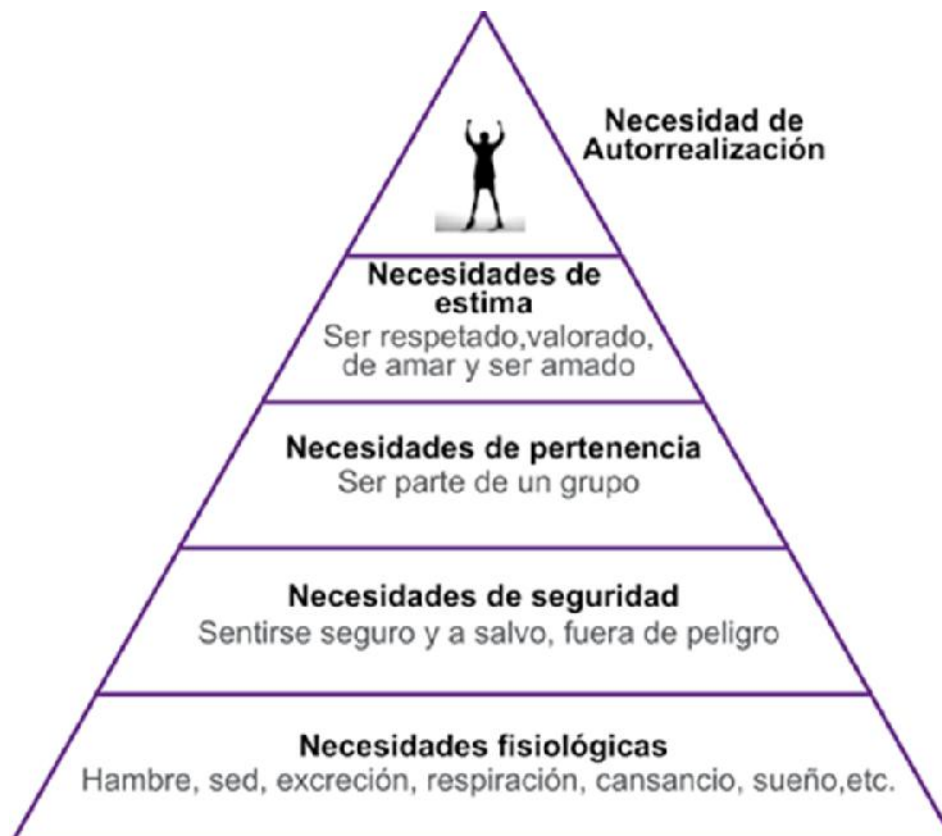 Necesidad de
Autorrealización
Necesidades de
estima
Ser respetado,valorado,
de amar y ser amado
Necesidades de pertenencia
Ser parte de un grupo
Necesidades de seguridad
Sentirse seguro y a salvo, fuera de peligro
Necesidades fisiológicas
Hambre, sed, excreción, respiración, cansancio, sueño,etc.